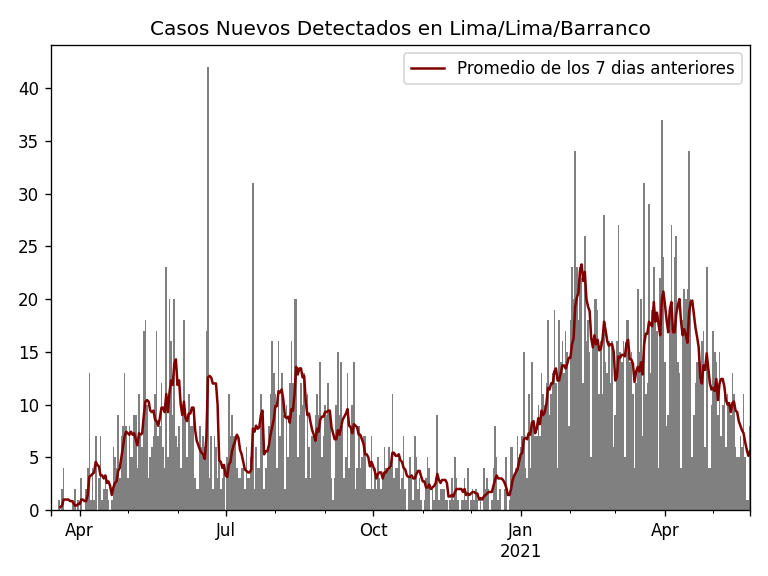 Casos Nuevos Detectados en Lima/Lima/Barranco
Promedio de los 7 dias anteriores
40
35
30
25
20
15
10
5
0
Apr
Jul
Oct
Jan
2021
Apr